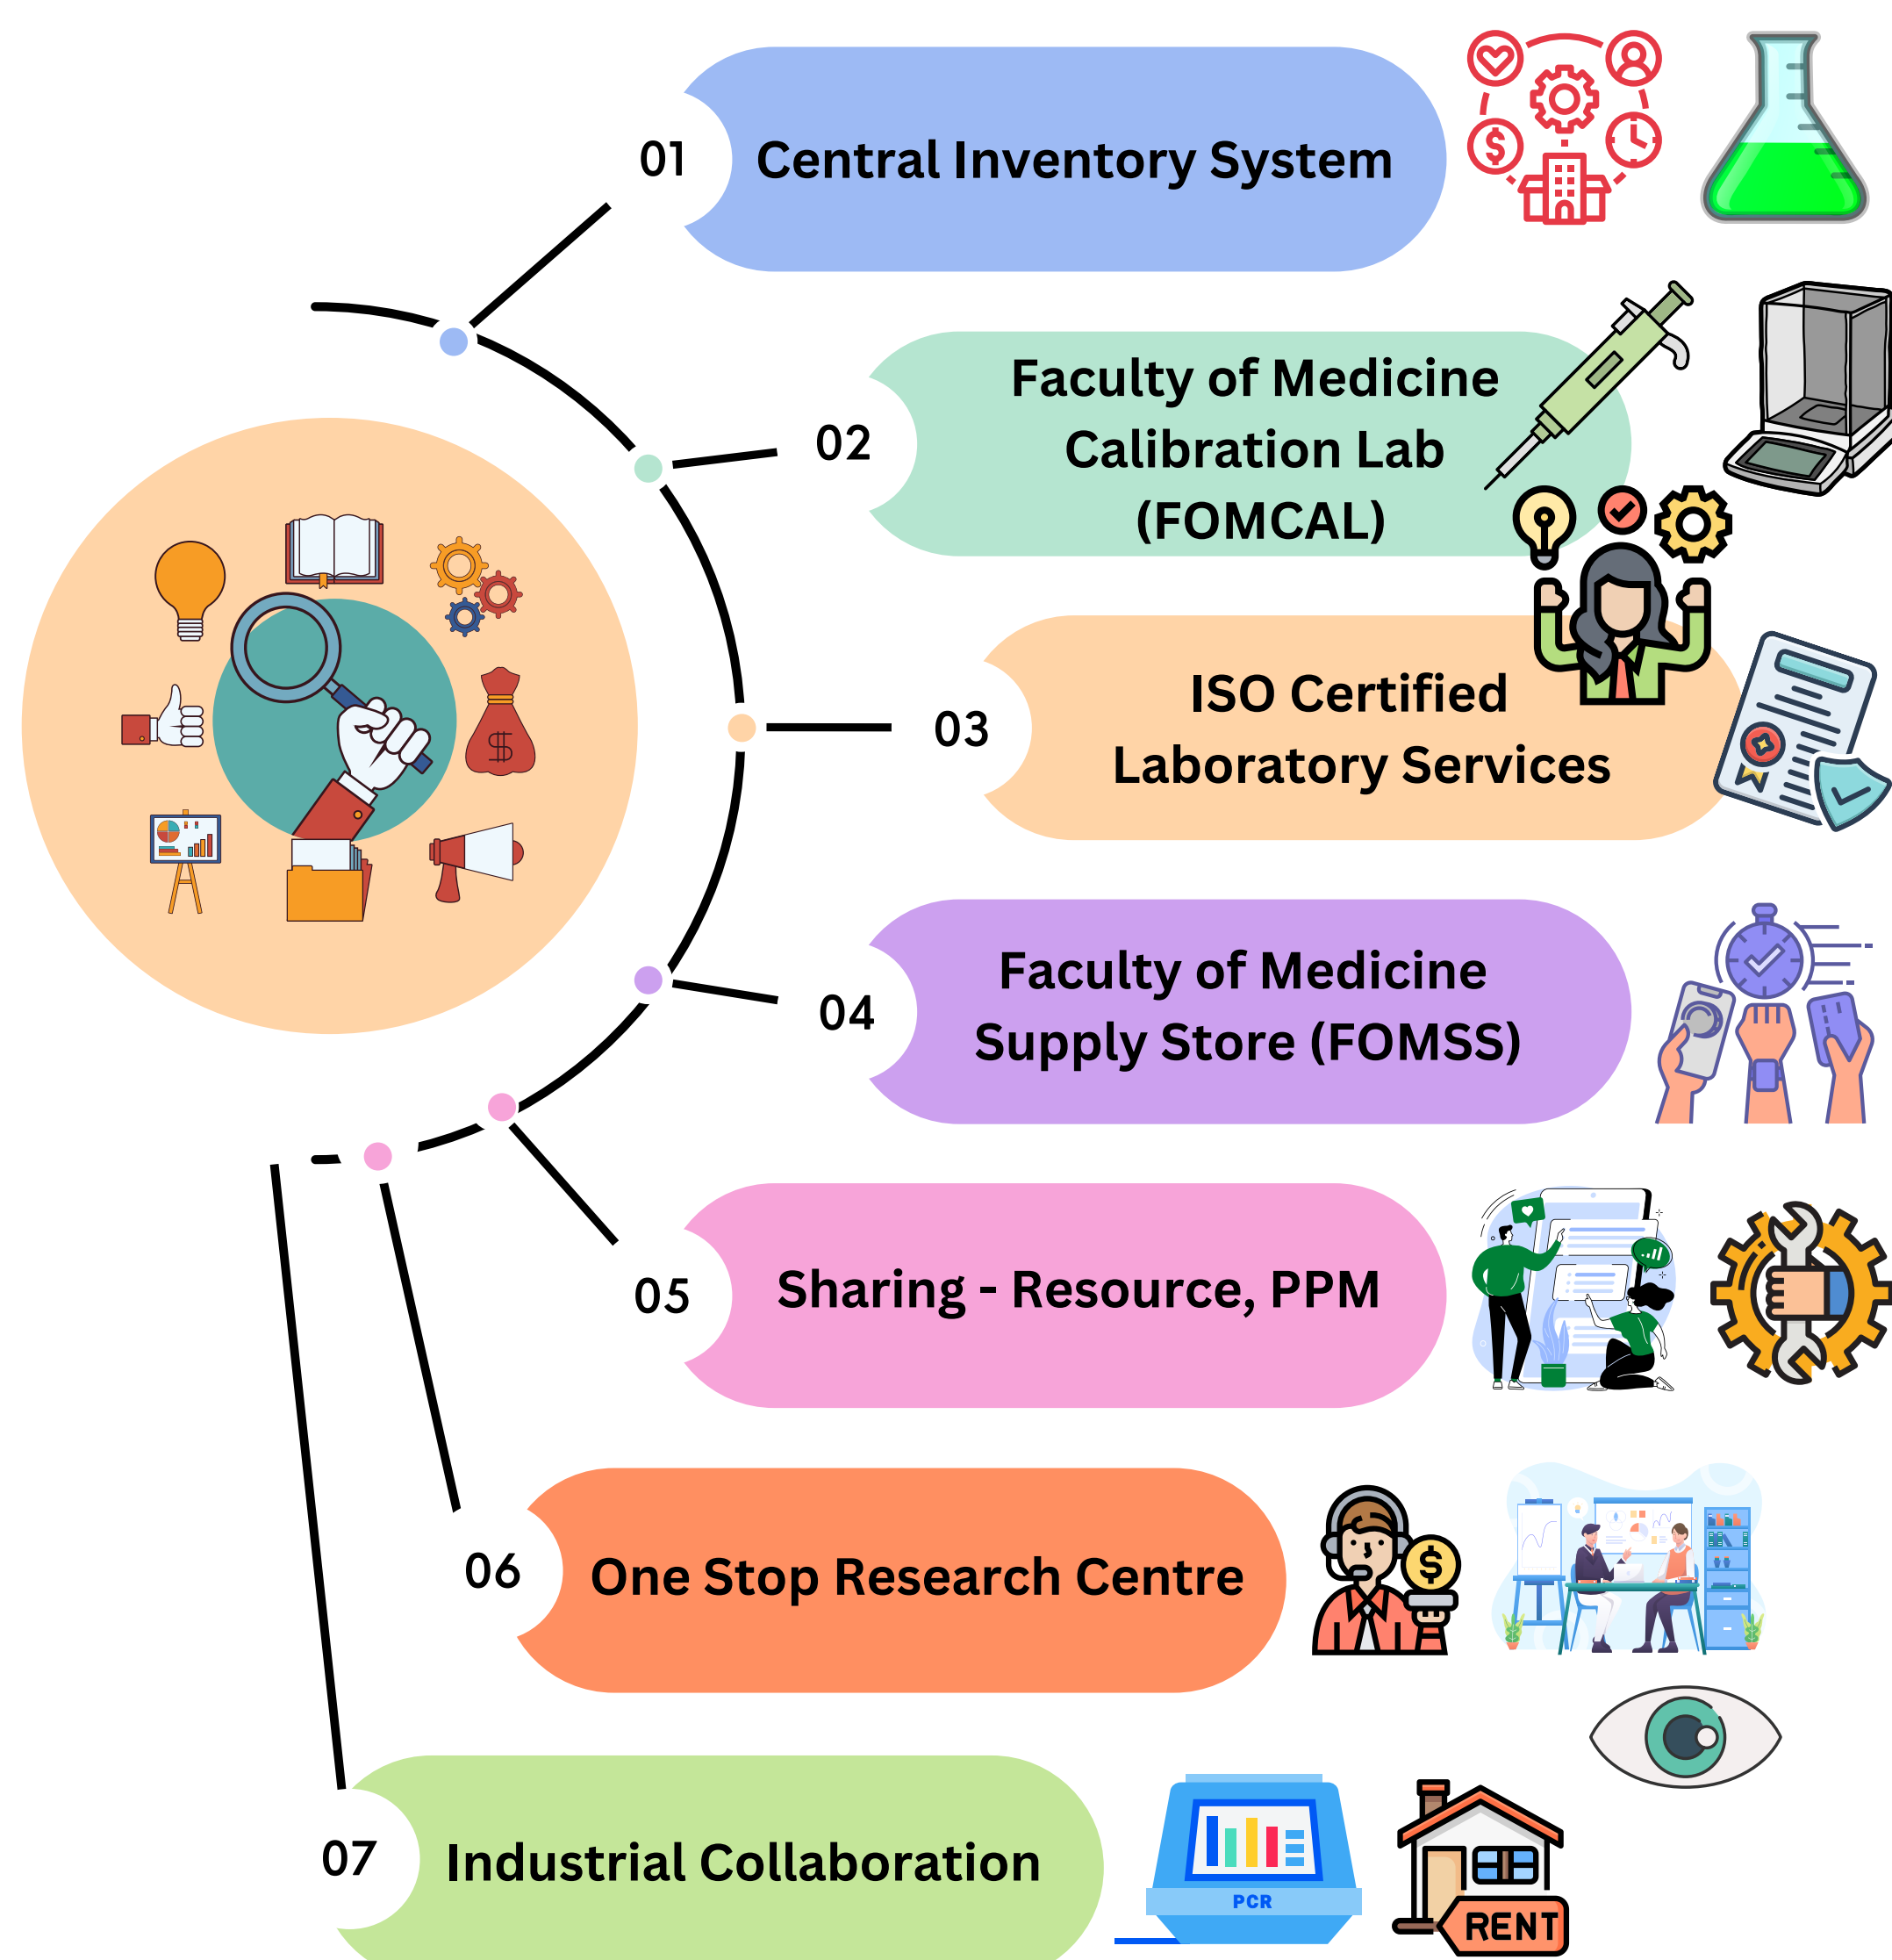 01
Central Inventory System
$
02
Faculty of Medicine
Calibration Lab
(FOMCAL)
03
ISO Certified
Laboratory Services
$
04
Faculty of Medicine
Supply Store (FOMSS)
05
Sharing - Resource, PPM
06
One Stop Research Centre
$
07
Industrial Collaboration
PCR
RENT